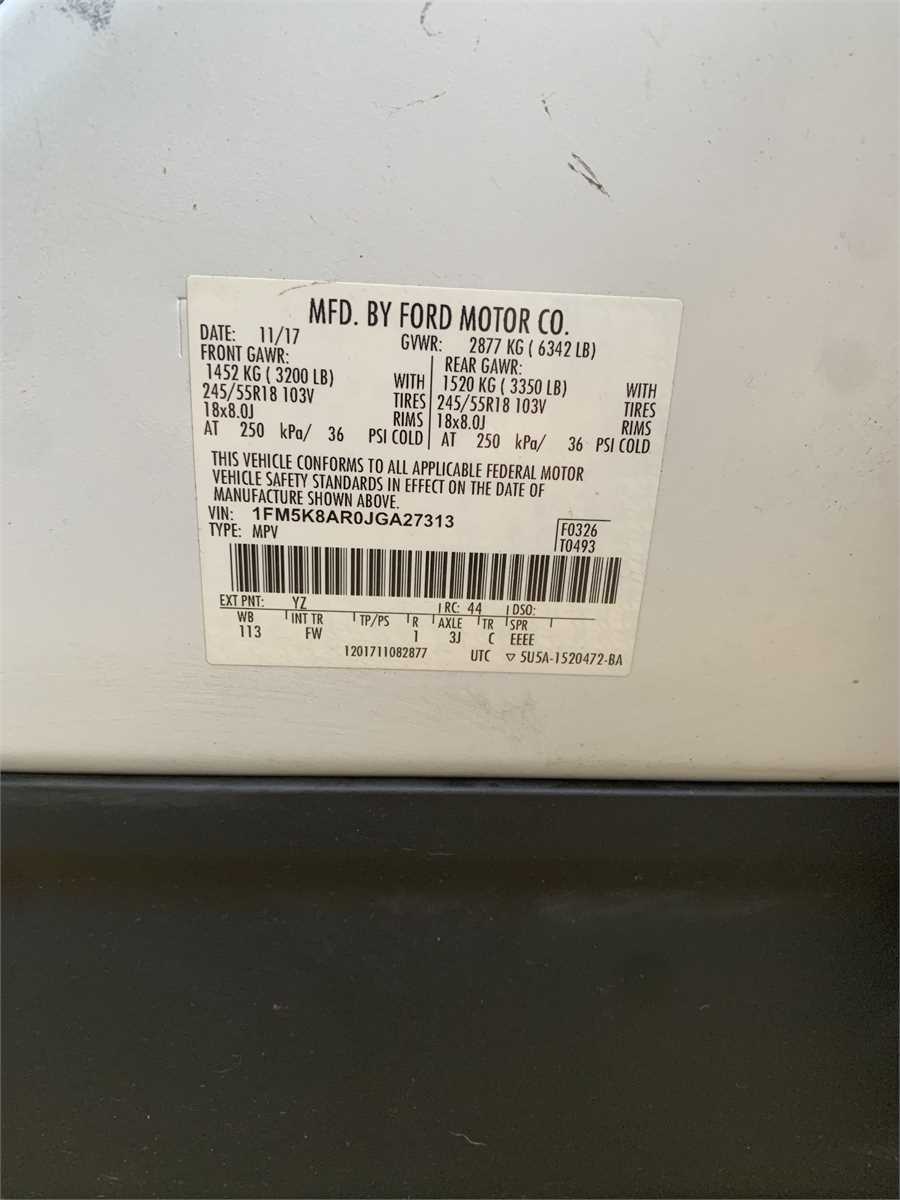 MFD. BY FORD MOTOR CO.
DATE: 11/17 GVWR: 2877 KG ( 6342 LB)
FRONT GAWR: REAR GAWR:
1452 KG ( 3200 LB) WITH 1520 KG ( 3350 LB) WITH
245/55R18 103V TIRES 245/55R18 103V TIRES
18x8.0J RIMS 18x8.0J RIMS
AT 250 kPa/ 36 PSI COLD AT 250 kPa/ 36 PSI COLD
THIS VEHICLE CONFORMS TO ALL APPLICABLE FEDERAL MOTOR
VEHICLE SAFETY STANDARDS IN EFFECT ON THE DATE OF
MANUFACTURE SHOWN ABOVE.
VIN: 1FM5K8AR0JGA27313 F0326
TYPE: MPV T0493
EXT PNT: YZ RC: 44 DSO:
WB INT TR TP/PS R AXLE TR SPR
113 FW 1 3J C EEEE
1201711082877 UTC ▽ 5U5A-1520472-BA